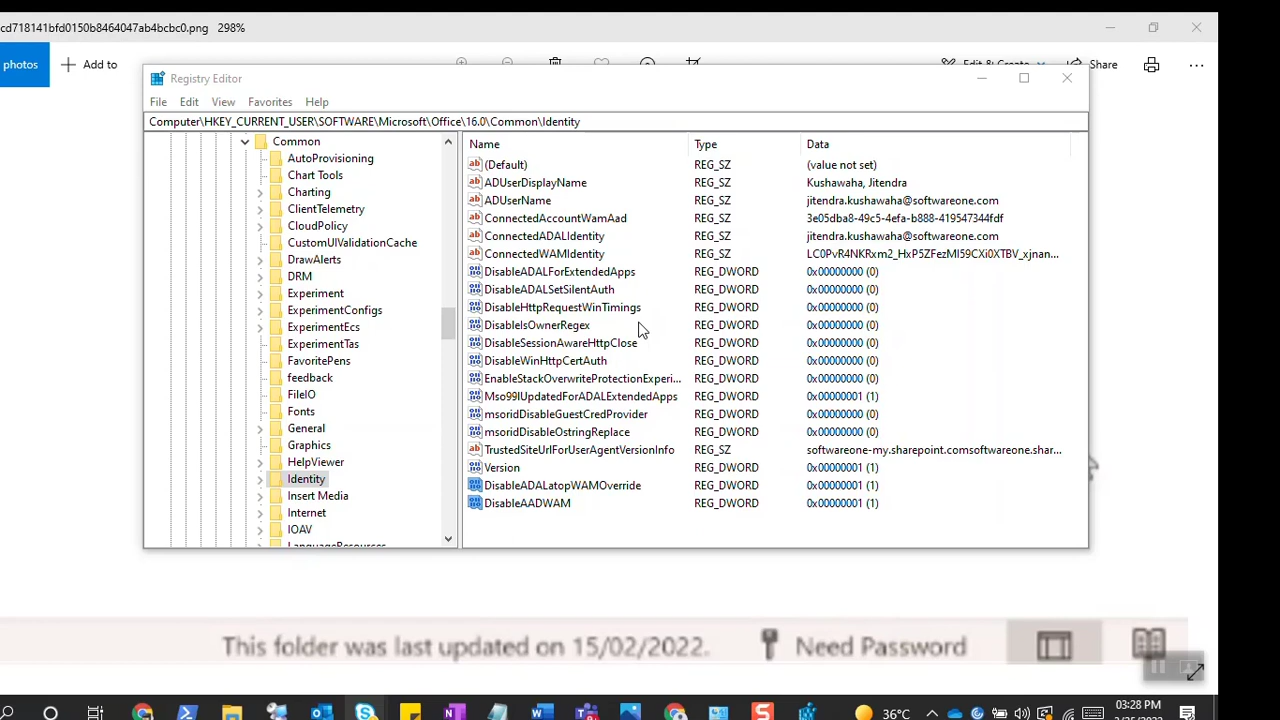 cd718141bfd0150b8464047ab4bcbc0.png 298%
photos Add to Edit & Create Share
Registry Editor
File Edit View Favorites Help
Computer\HKEY_CURRENT_USER\SOFTWARE\Microsoft\Office\16.0\Common\Identity
Common
AutoProvisioning
Chart Tools
Charting
ClientTelemetry
CloudPolicy
CustomUIValidationCache
DrawAlerts
DRM
Experiment
ExperimentConfigs
ExperimentEcs
ExperimentTas
FavoritePens
feedback
FileIO
Fonts
General
Graphics
HelpViewer
Identity
Insert Media
Internet
IOAV
LanguageResources
Name Type Data
(Default) REG_SZ (value not set)
ADUserDisplayName REG_SZ Kushawaha, Jitendra
ADUserName REG_SZ jitendra.kushawaha@softwareone.com
ConnectedAccountWamAad REG_SZ 3e05dba8-49c5-4efa-b888-419547344fdf
ConnectedADALIdentity REG_SZ jitendra.kushawaha@softwareone.com
ConnectedWAMIdentity REG_SZ LC0PvR4NKRxm2_HxP5ZFezMI59CXi0XTBV_xjnan...
DisableADALForExtendedApps REG_DWORD 0x00000000 (0)
DisableADALSetSilentAuth REG_DWORD 0x00000000 (0)
DisableHttpRequestWinTimings REG_DWORD 0x00000000 (0)
DisableIsOwnerRegex REG_DWORD 0x00000000 (0)
DisableSessionAwareHttpClose REG_DWORD 0x00000000 (0)
DisableWinHttpCertAuth REG_DWORD 0x00000000 (0)
EnableStackOverwriteProtectionExperi... REG_DWORD 0x00000000 (0)
Mso99IUpdatedForADALExtendedApps REG_DWORD 0x00000001 (1)
msoridDisableGuestCredProvider REG_DWORD 0x00000000 (0)
msoridDisableOstringReplace REG_DWORD 0x00000000 (0)
TrustedSiteUrlForUserAgentVersionInfo REG_SZ softwareone-my.sharepoint.comsoftwareone.shar...
Version REG_DWORD 0x00000001 (1)
DisableADALatopWAMOverride REG_DWORD 0x00000001 (1)
DisableAADWAM REG_DWORD 0x00000001 (1)
This folder was last updated on 15/02/2022. Need Password
36°C 03:28 PM